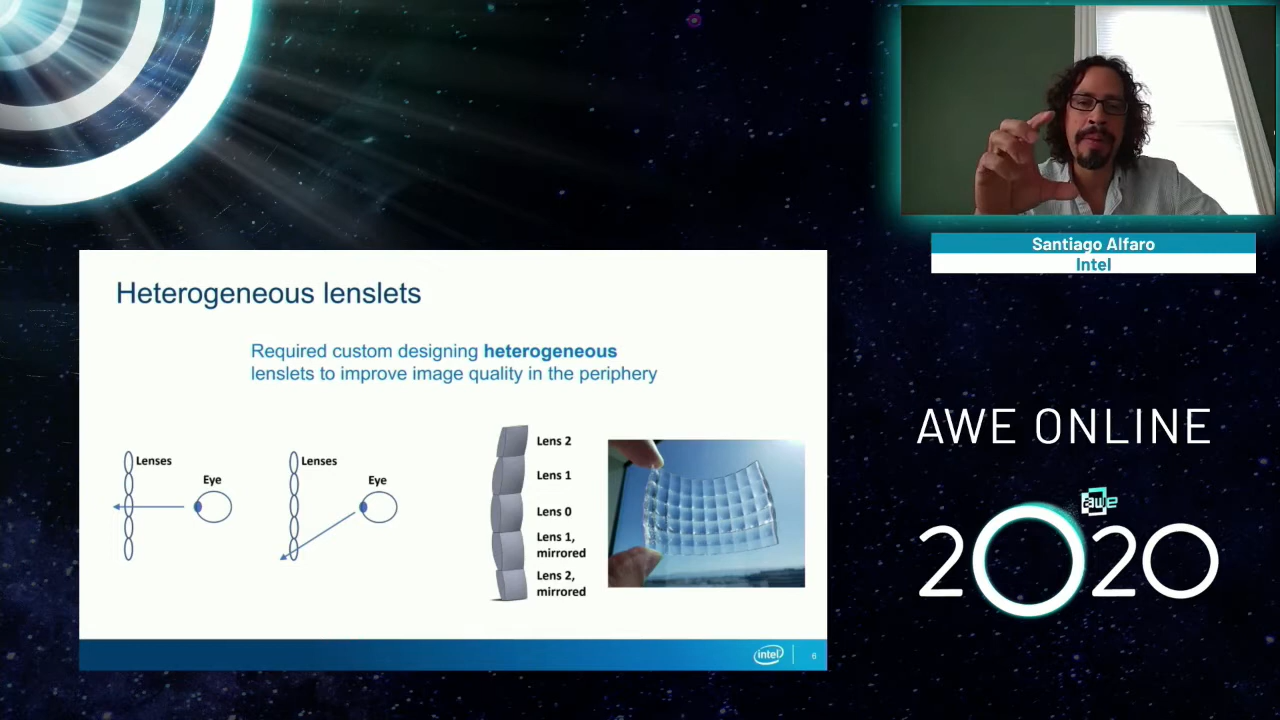 Santiago Alfaro
Intel
Heterogeneous lenslets
Required custom designing heterogeneous
lenslets to improve image quality in the periphery
Lenses
Eye
Lenses
Eye
Lens 2
Lens 1
Lens 0
Lens 1,
mirrored
Lens 2,
mirrored
intel
6
AWE ONLINE
awe
2020